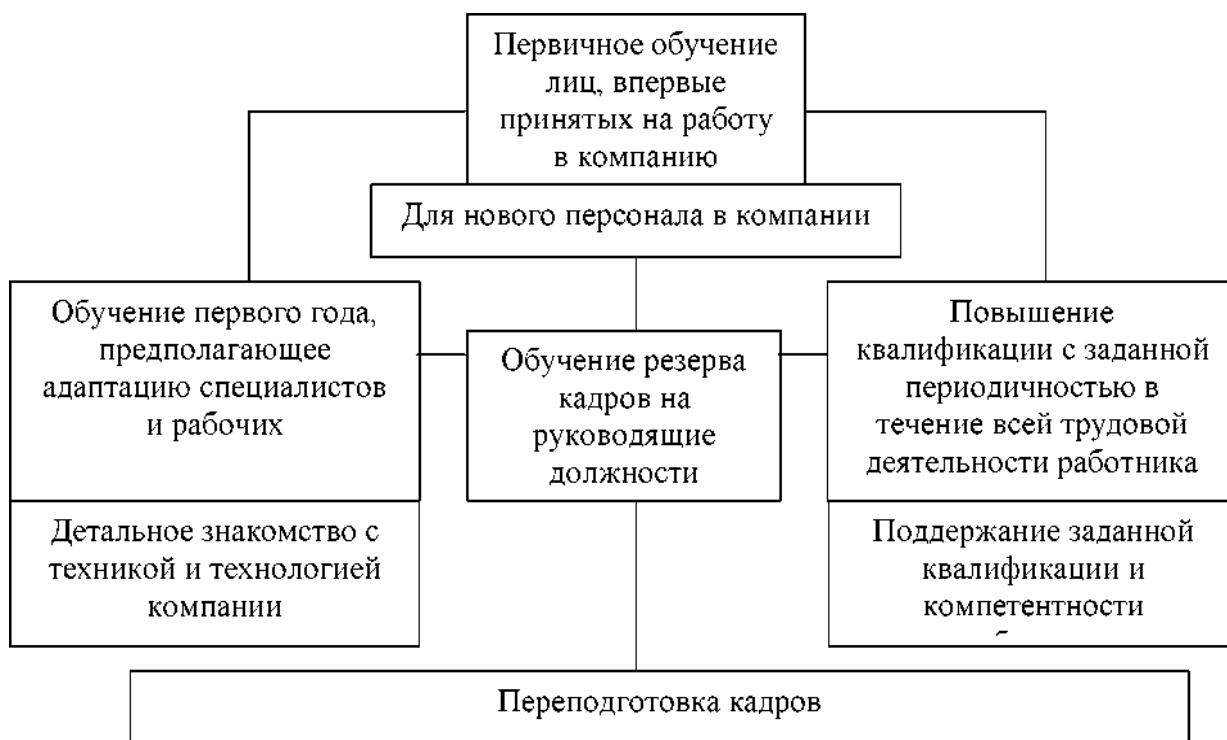 Первичное обучение
лиц, впервые
принятых на работу
в компанию
Для нового персонала в компании
Обучение первого года,
предполагающее
адаптацию специалистов
и рабочих
Детальное знакомство с
техникой и технологией
компании
Обучение резерва
кадров на
руководящие
должности
Повышение
квалификации с заданной
периодичностью в
течение всей трудовой
деятельности работника
Поддержание заданной
квалификации и
компетентности
Переподготовка кадров